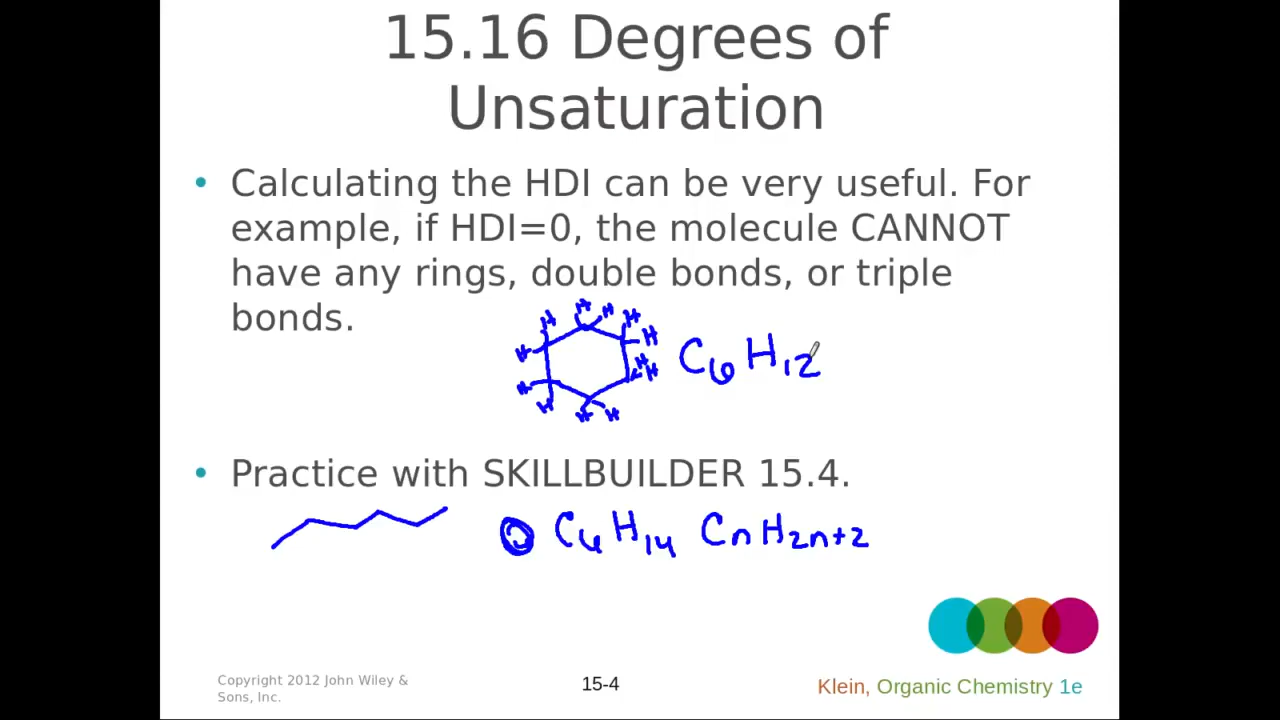 15.16 Degrees of
Unsaturation
• Calculating the HDI can be very useful. For
example, if HDI=0, the molecule CANNOT
have any rings, double bonds, or triple
bonds.
H H H H H H H H H H H H
C6H12
• Practice with SKILLBUILDER 15.4.
C6H14 CnH2n+2
Copyright 2012 John Wiley &
Sons, Inc.
15-4
Klein, Organic Chemistry 1e